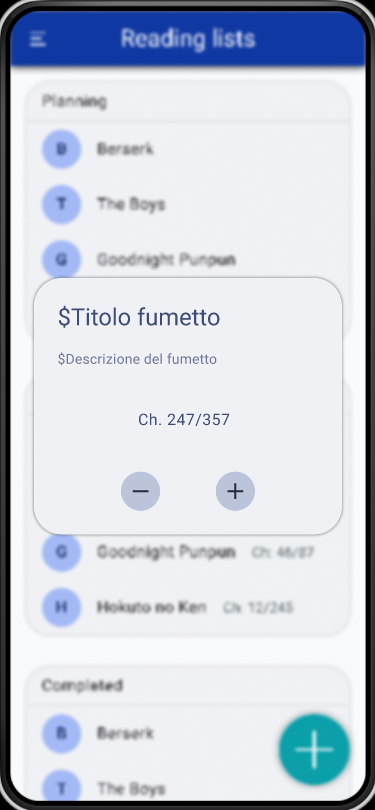 Reading lists
Planning
B Berserk
T The Boys
G Goodnight Punpun
$Titolo fumetto
$Descrizione del fumetto
Ch. 247/357
− +
G Goodnight Punpun Ch: 46/87
H Hokuto no Ken Ch: 12/245
Completed
B Berserk
T The Boys